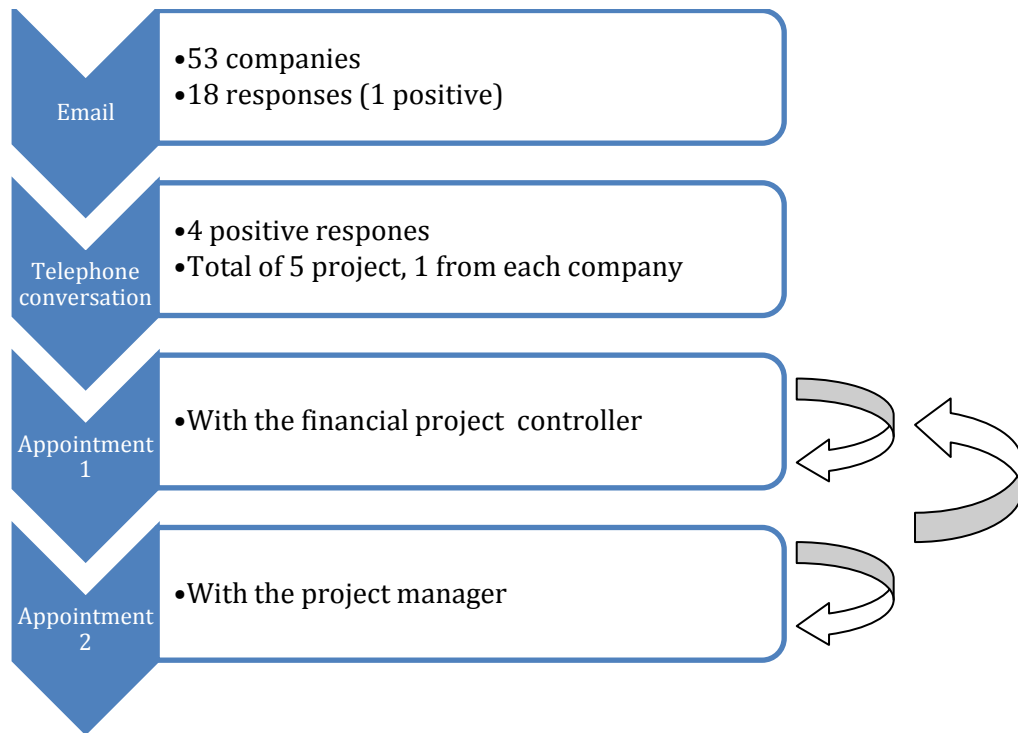 Email
•53 companies
•18 responses (1 positive)
Telephone
conversation
•4 positive respones
•Total of 5 project, 1 from each company
Appointment
1
•With the financial project controller
Appointment
2
•With the project manager